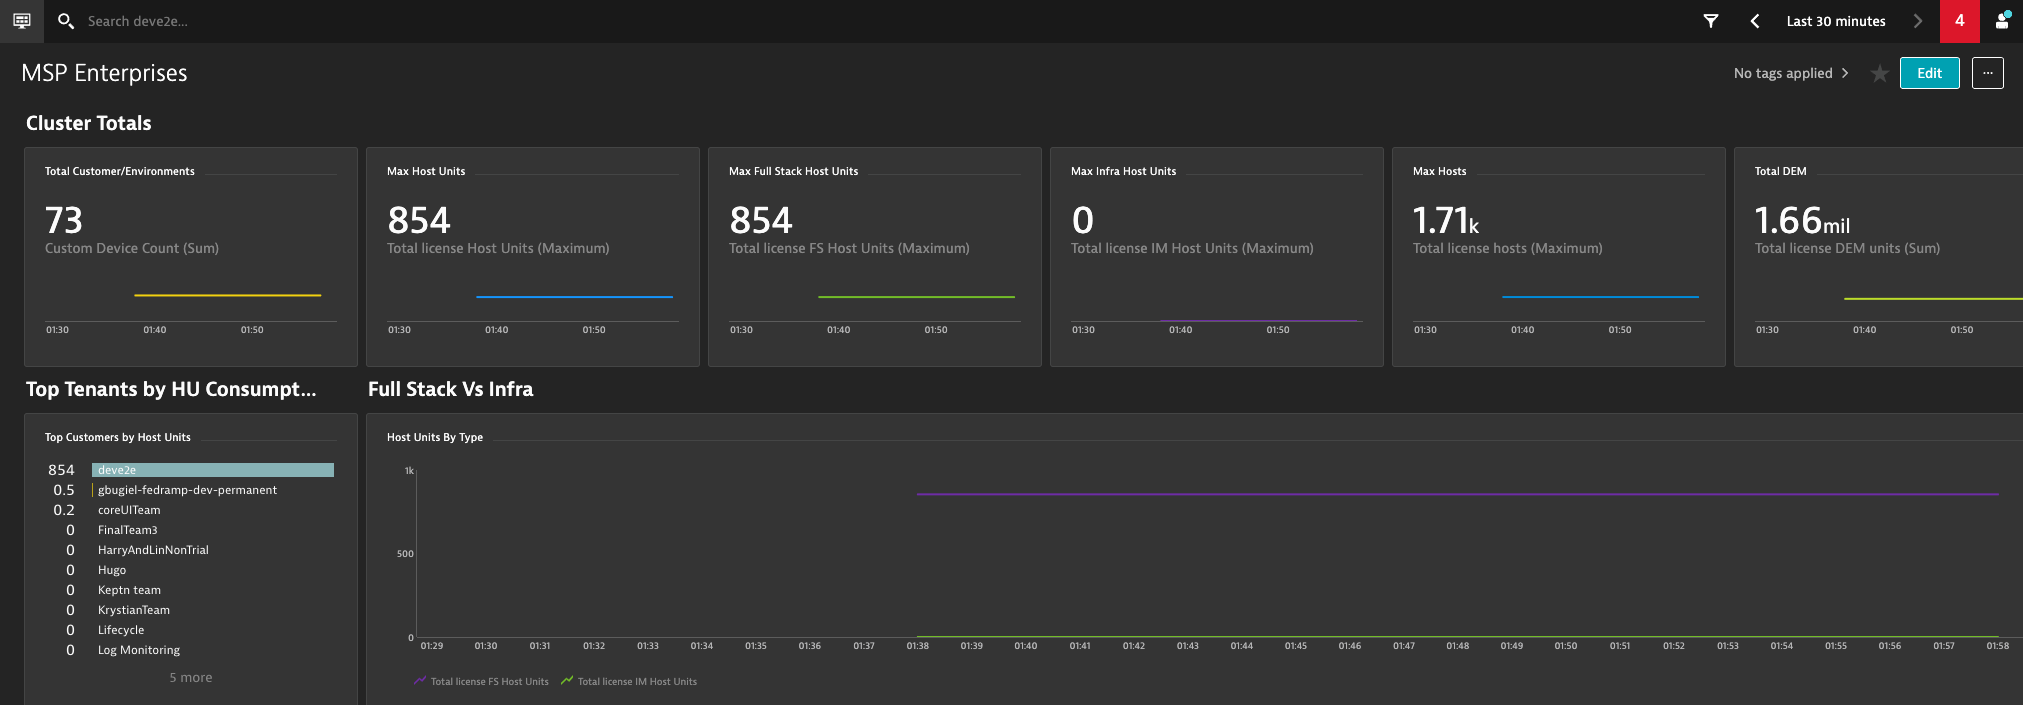 Search deve2e...
Last 30 minutes
4
MSP Enterprises
No tags applied
Edit
...
Cluster Totals
Total Customer/Environments
73
Custom Device Count (Sum)
01:30 01:40 01:50
Max Host Units
854
Total license Host Units (Maximum)
01:30 01:40 01:50
Max Full Stack Host Units
854
Total license FS Host Units (Maximum)
01:30 01:40 01:50
Max Infra Host Units
0
Total license IM Host Units (Maximum)
01:30 01:40 01:50
Max Hosts
1.71k
Total license hosts (Maximum)
01:30 01:40 01:50
Total DEM
1.66mil
Total license DEM units (Sum)
01:30 01:40 01:50
Top Tenants by HU Consumpt...
Top Customers by Host Units
854 deve2e
0.5 gbugiel-fedramp-dev-permanent
0.2 coreUITeam
0 FinalTeam3
0 HarryAndLinNonTrial
0 Hugo
0 Keptn team
0 KrystianTeam
0 Lifecycle
0 Log Monitoring
5 more
Full Stack Vs Infra
Host Units By Type
1k
500
0
01:29 01:30 01:31 01:32 01:33 01:34 01:35 01:36 01:37 01:38 01:39 01:40 01:41 01:42 01:43 01:44 01:45 01:46 01:47 01:48 01:49 01:50 01:51 01:52 01:53 01:54 01:55 01:56 01:57 01:58
Total license FS Host Units Total license IM Host Units